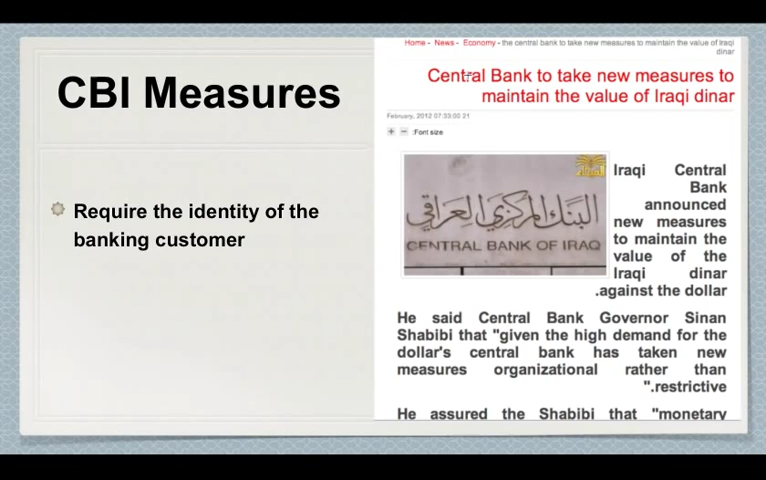 CBI Measures
Require the identity of the
banking customer
Home - News - Economy - the central bank to take new measures to maintain the value of Iraqi
dinar
Central Bank to take new measures to
maintain the value of Iraqi dinar
February, 2012 07:33:00 21
+ − :Font size
البنك المركزي العراقي
CENTRAL BANK OF IRAQ
Iraqi Central
Bank
announced
new measures
to maintain the
value of the
Iraqi dinar
.against the dollar
He said Central Bank Governor Sinan
Shabibi that "given the high demand for the
dollar's central bank has taken new
measures organizational rather than
".restrictive
He assured the Shabibi that "monetary